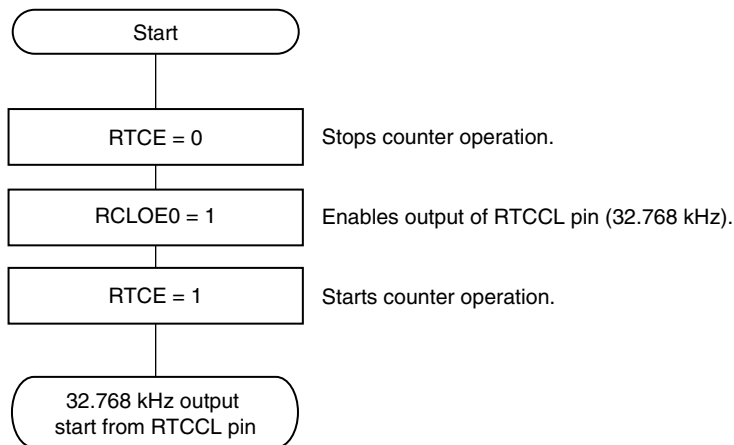 Start
RTCE = 0
Stops counter operation.
RCLOE0 = 1
Enables output of RTCCL pin (32.768 kHz).
RTCE = 1
Starts counter operation.
32.768 kHz output
start from RTCCL pin